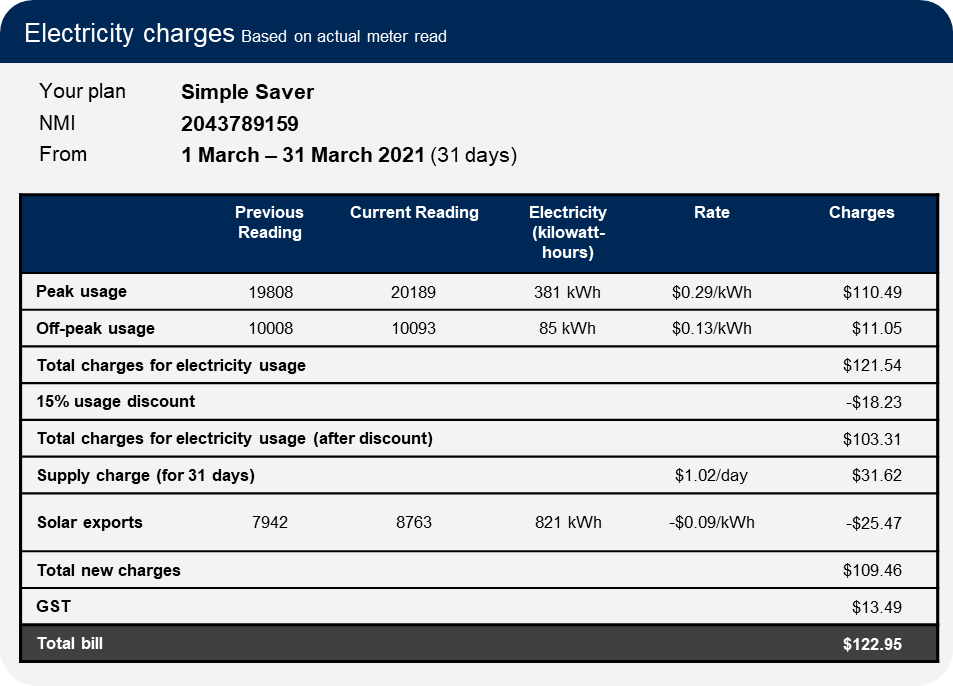 Electricity charges Based on actual meter read
Your plan Simple Saver
NMI 2043789159
From 1 March – 31 March 2021 (31 days)
Previous Reading Current Reading Electricity (kilowatt-hours) Rate Charges
Peak usage 19808 20189 381 kWh $0.29/kWh $110.49
Off-peak usage 10008 10093 85 kWh $0.13/kWh $11.05
Total charges for electricity usage $121.54
15% usage discount -$18.23
Total charges for electricity usage (after discount) $103.31
Supply charge (for 31 days) $1.02/day $31.62
Solar exports 7942 8763 821 kWh -$0.09/kWh -$25.47
Total new charges $109.46
GST $13.49
Total bill $122.95